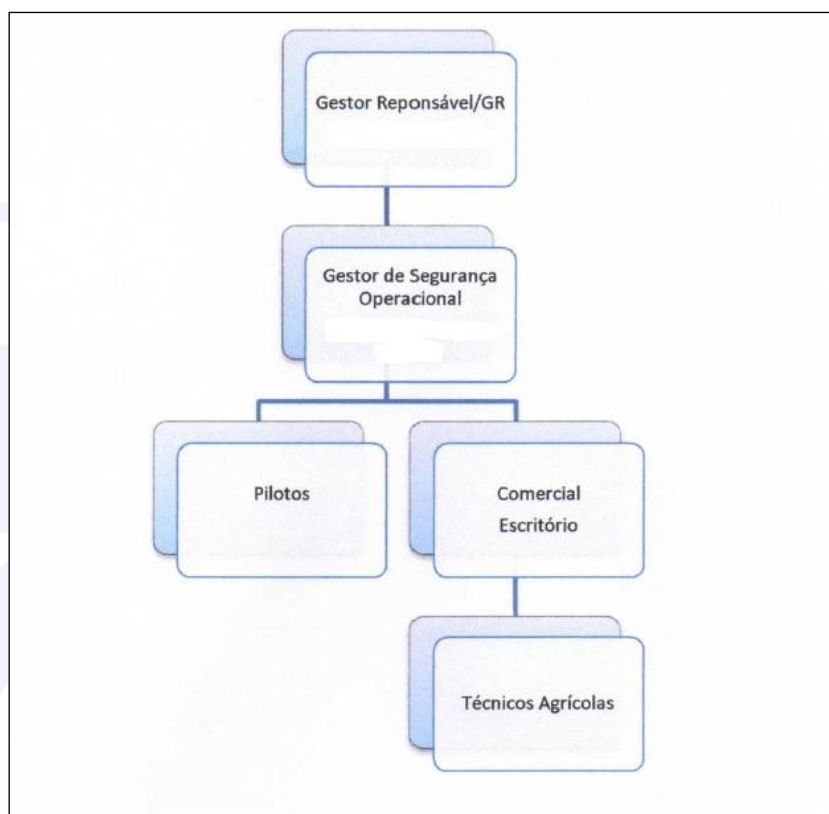 Gestor Reponsável/GR
Gestor de Segurança
Operacional
Pilotos
Comercial
Escritório
Técnicos Agrícolas